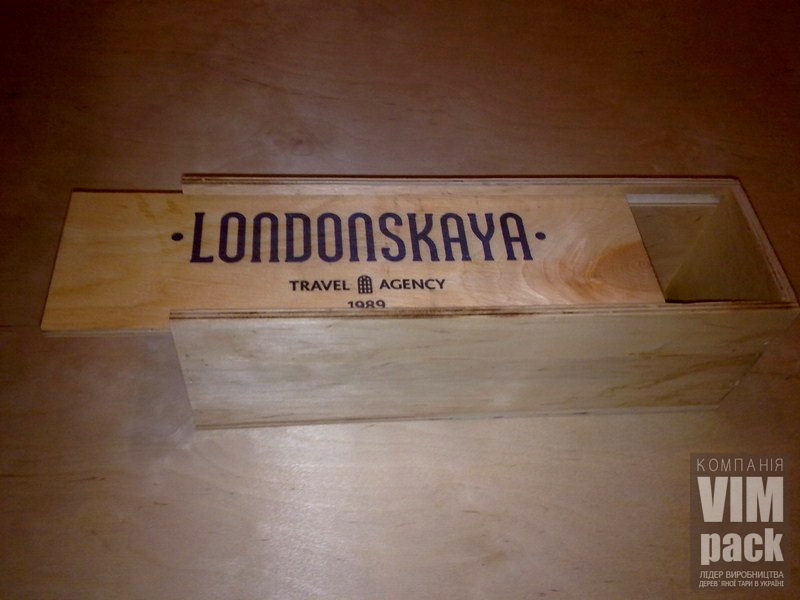 ·LONDONSKAYA·
TRAVEL AGENCY
1989
КОМПАНІЯ
VIM
pack
ЛІДЕР ВИРОБНИЦТВА
ДЕРЕВ`ЯНОЇ ТАРИ В УКРАЇНІ